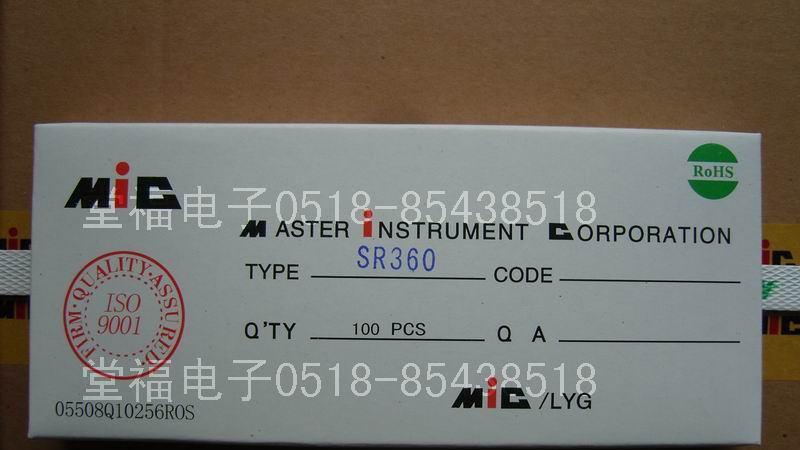 MiC
RoHS
堂福电子0518-85438518
MASTER iNSTRUMENT CORPORATION
TYPE SR360 CODE
FIRM·QUALITY·ASSURED·
ISO
9001
Q'TY 100 PCS Q A
堂福电子0518-85438518
MiC/LYG
05508Q10256ROS
MiC